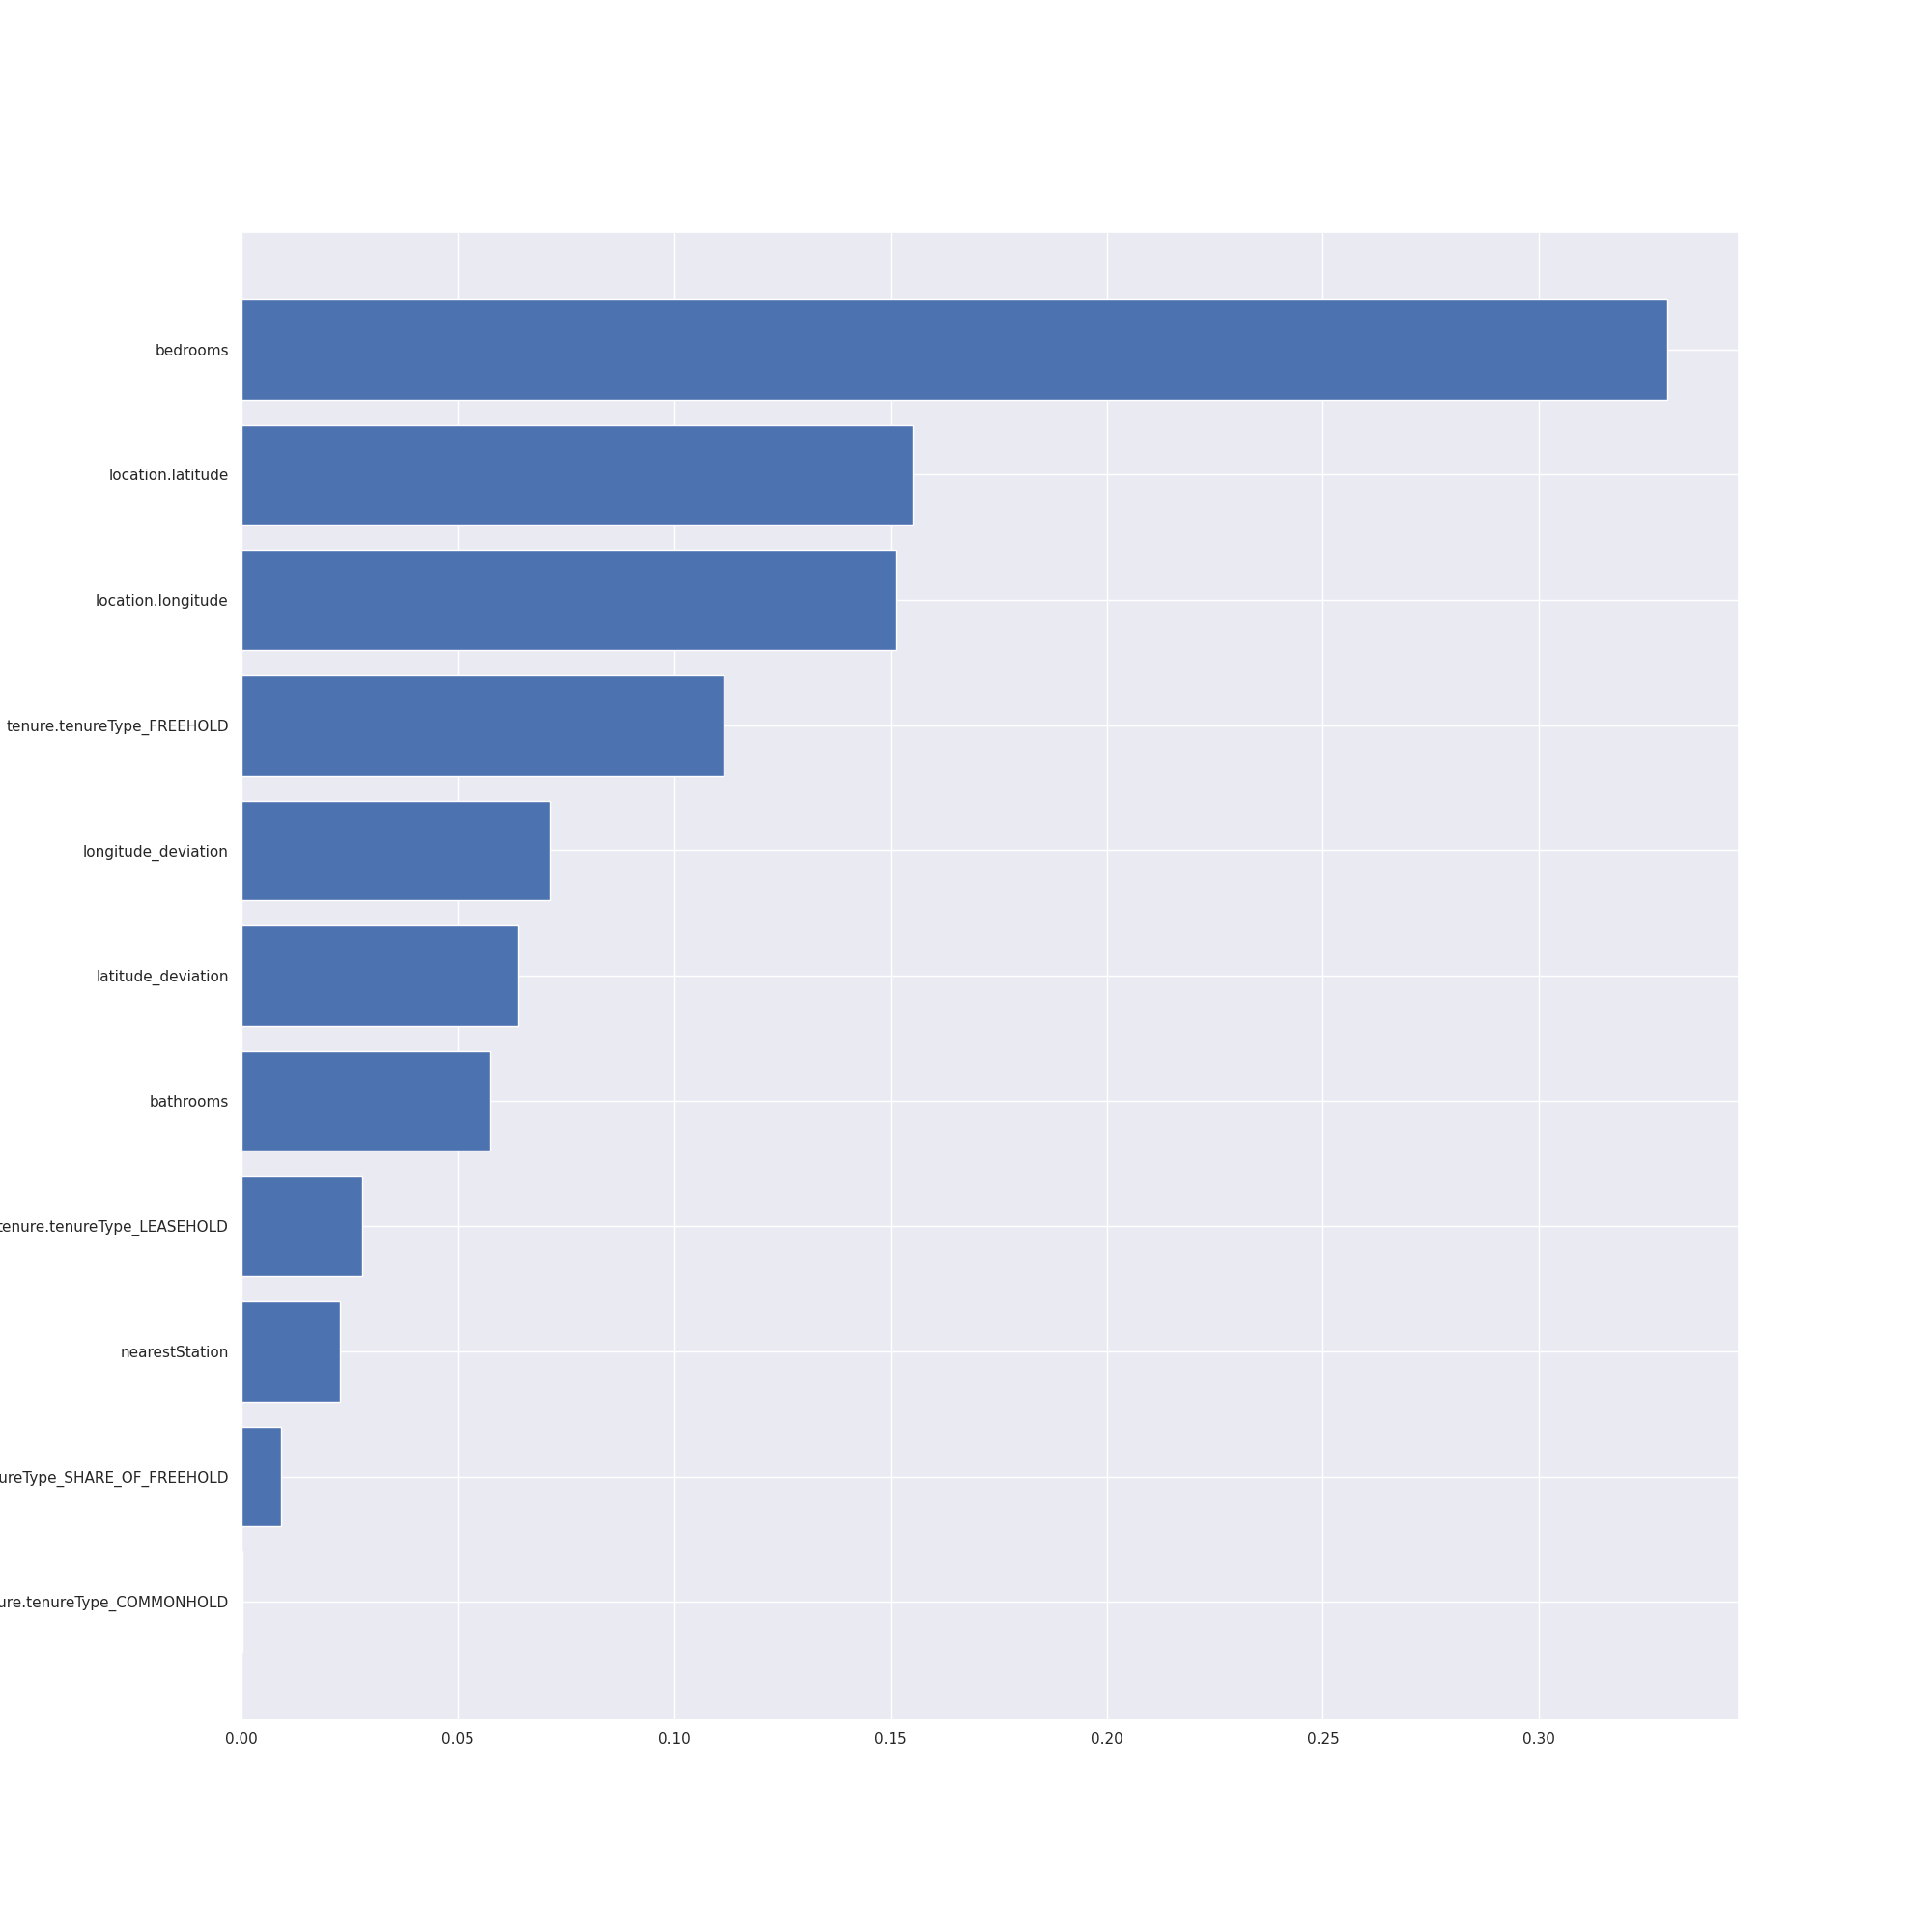 bedrooms
location.latitude
location.longitude
tenure.tenureType_FREEHOLD
longitude_deviation
latitude_deviation
bathrooms
tenure.tenureType_LEASEHOLD
nearestStation
ureType_SHARE_OF_FREEHOLD
ure.tenureType_COMMONHOLD
0.00 0.05 0.10 0.15 0.20 0.25 0.30